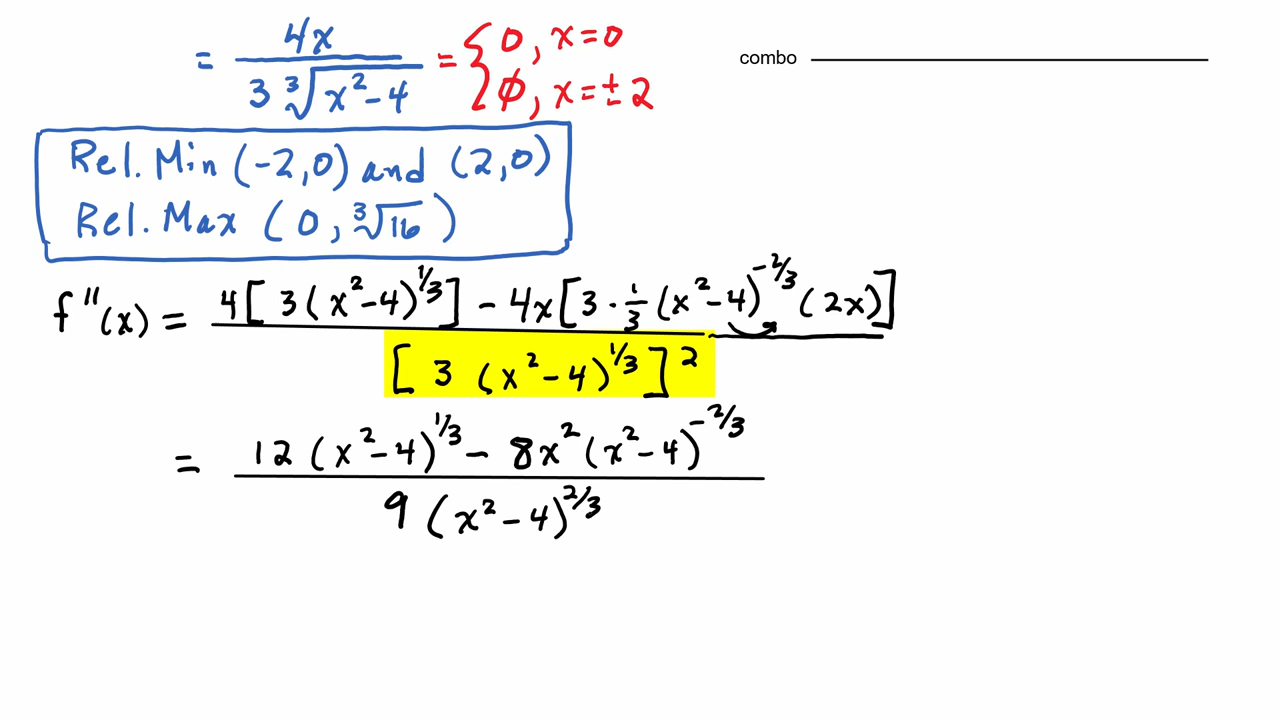 = 4x / 3 ∛(x² - 4) = { 0, x = 0
∅, x = ± 2
combo
Rel. Min (-2, 0) and (2, 0)
Rel. Max (0, ∛16)
f''(x) = 4[3(x² - 4)^(1/3)] - 4x[3 · 1/3 (x² - 4)^(-2/3) (2x)] / [3 (x² - 4)^(1/3)]²
= 12(x² - 4)^(1/3) - 8x²(x² - 4)^(-2/3) / 9(x² - 4)^(2/3)